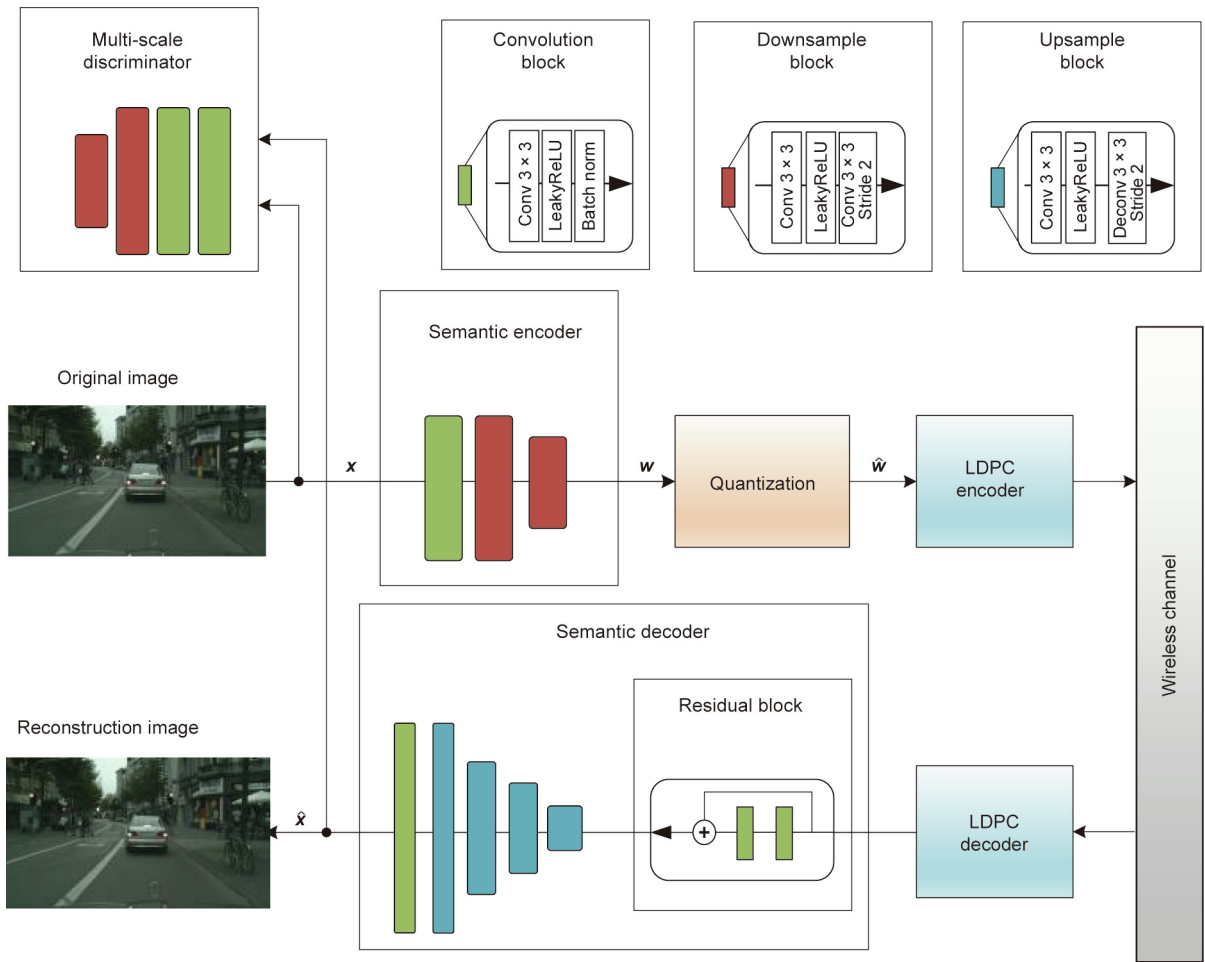 Multi-scale
discriminator
Convolution
block
Conv 3 × 3
LeakyReLU
Batch norm
Downsample
block
Conv 3 × 3
LeakyReLU
Conv 3 × 3
Stride 2
Upsample
block
Conv 3 × 3
LeakyReLU
Deconv 3 × 3
Stride 2
Semantic encoder
Original image
x
w
Quantization
ŵ
LDPC
encoder
Wireless channel
Semantic decoder
Residual block
Reconstruction image
x̂
+
LDPC
decoder